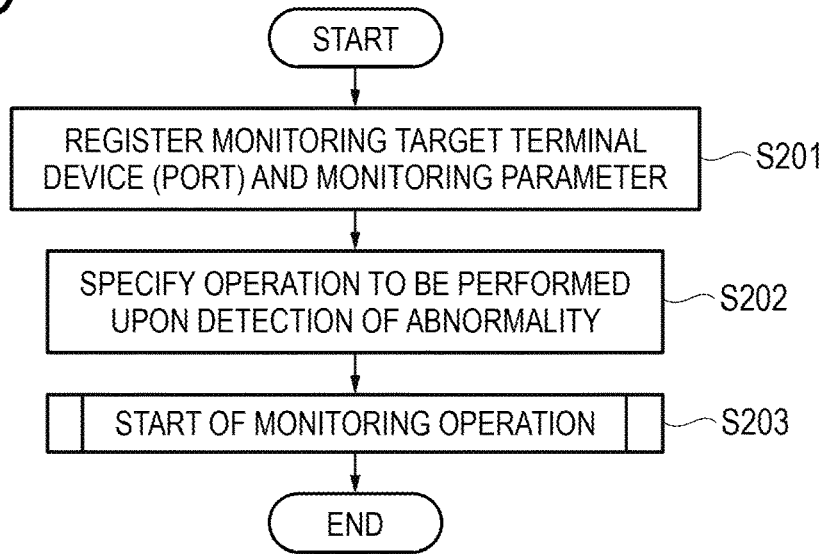 START
REGISTER MONITORING TARGET TERMINAL
DEVICE (PORT) AND MONITORING PARAMETER
S201
SPECIFY OPERATION TO BE PERFORMED
UPON DETECTION OF ABNORMALITY
S202
START OF MONITORING OPERATION
S203
END